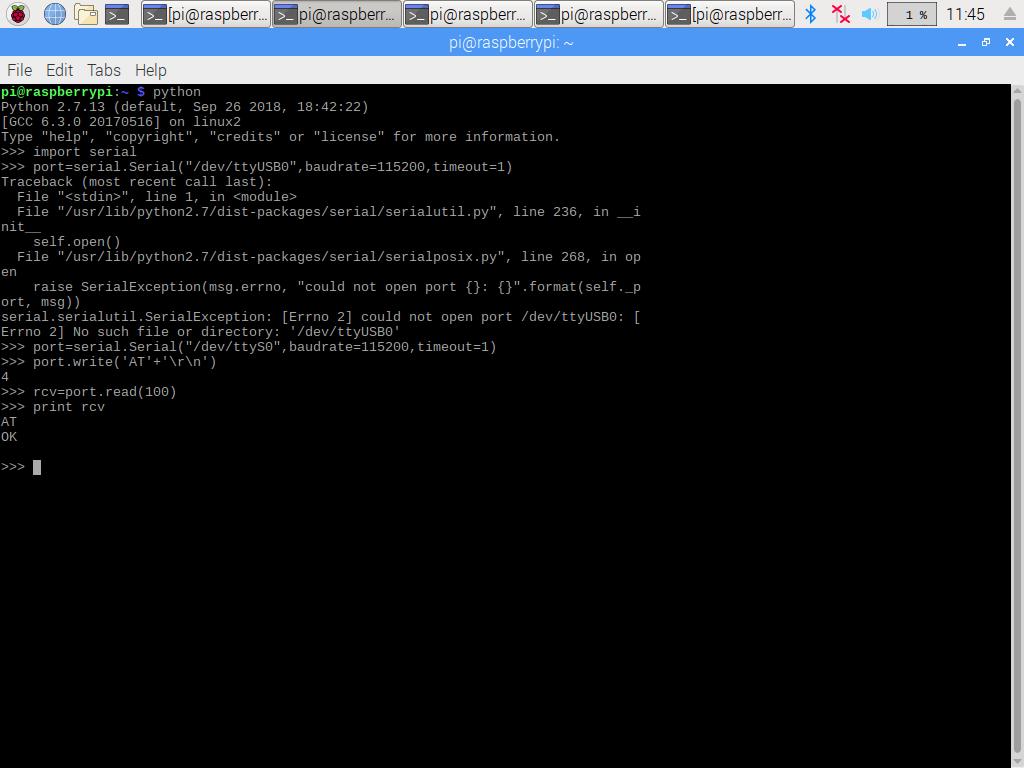 [pi@raspberr... pi@raspberr... pi@raspberr... pi@raspberr... [pi@raspberr... 1 % 11:45
pi@raspberrypi: ~
File Edit Tabs Help
pi@raspberrypi:~ $ python
Python 2.7.13 (default, Sep 26 2018, 18:42:22)
[GCC 6.3.0 20170516] on linux2
Type "help", "copyright", "credits" or "license" for more information.
>>> import serial
>>> port=serial.Serial("/dev/ttyUSB0",baudrate=115200,timeout=1)
Traceback (most recent call last):
  File "<stdin>", line 1, in <module>
  File "/usr/lib/python2.7/dist-packages/serial/serialutil.py", line 236, in __i
nit__
    self.open()
  File "/usr/lib/python2.7/dist-packages/serial/serialposix.py", line 268, in op
en
    raise SerialException(msg.errno, "could not open port {}: {}".format(self._p
ort, msg))
serial.serialutil.SerialException: [Errno 2] could not open port /dev/ttyUSB0: [
Errno 2] No such file or directory: '/dev/ttyUSB0'
>>> port=serial.Serial("/dev/ttyS0",baudrate=115200,timeout=1)
>>> port.write('AT'+'\r\n')
4
>>> rcv=port.read(100)
>>> print rcv
AT
OK
>>>